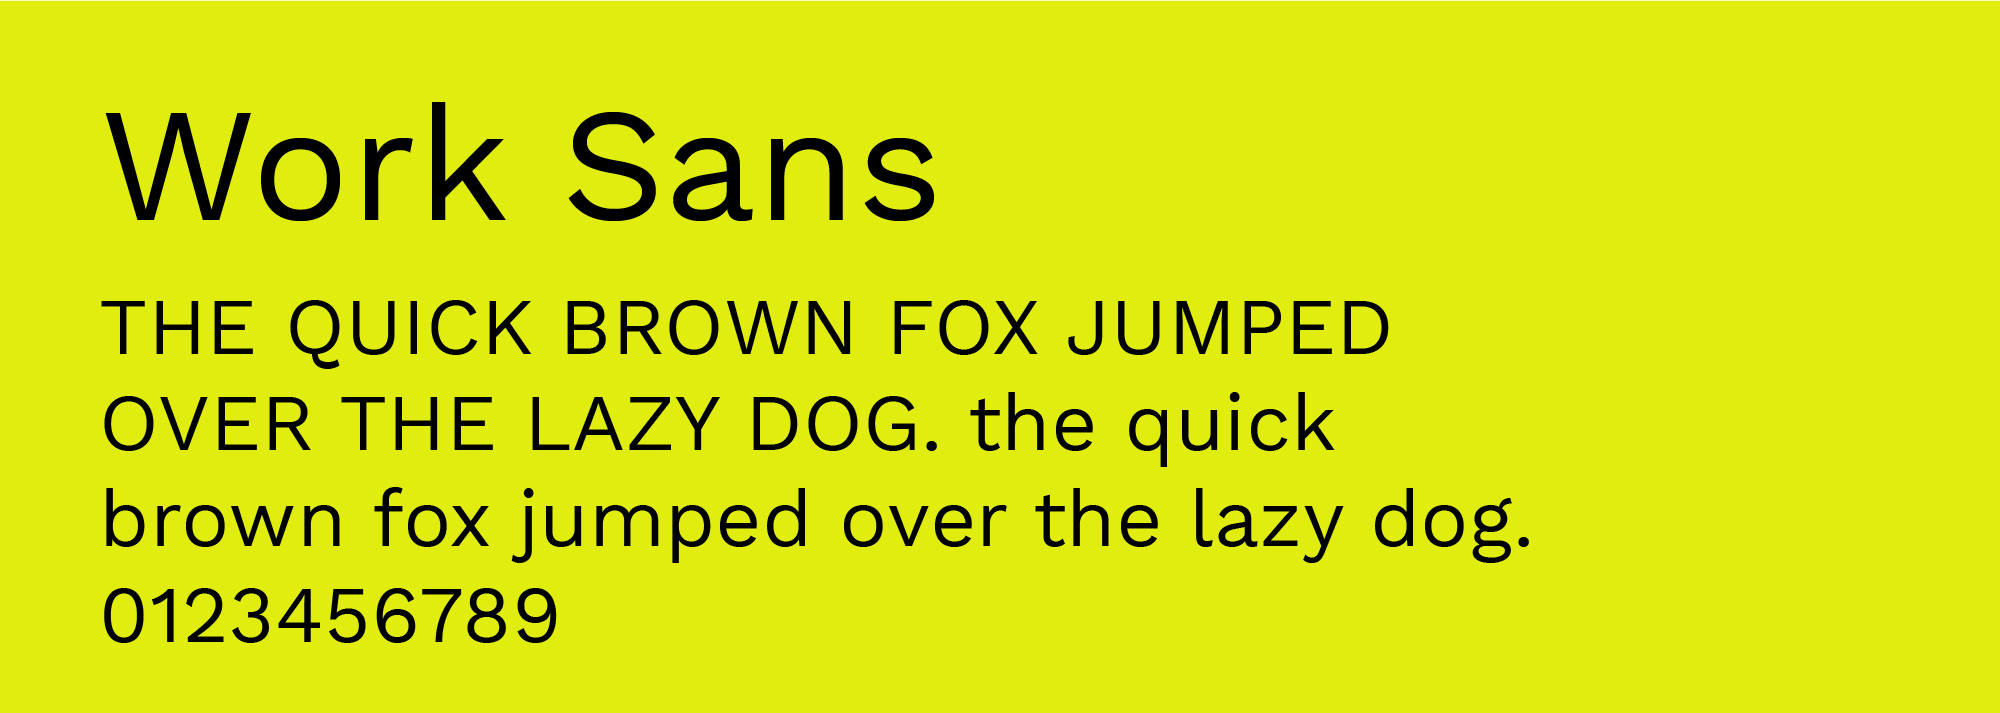 Work Sans
THE QUICK BROWN FOX JUMPED
OVER THE LAZY DOG. the quick
brown fox jumped over the lazy dog.
0123456789